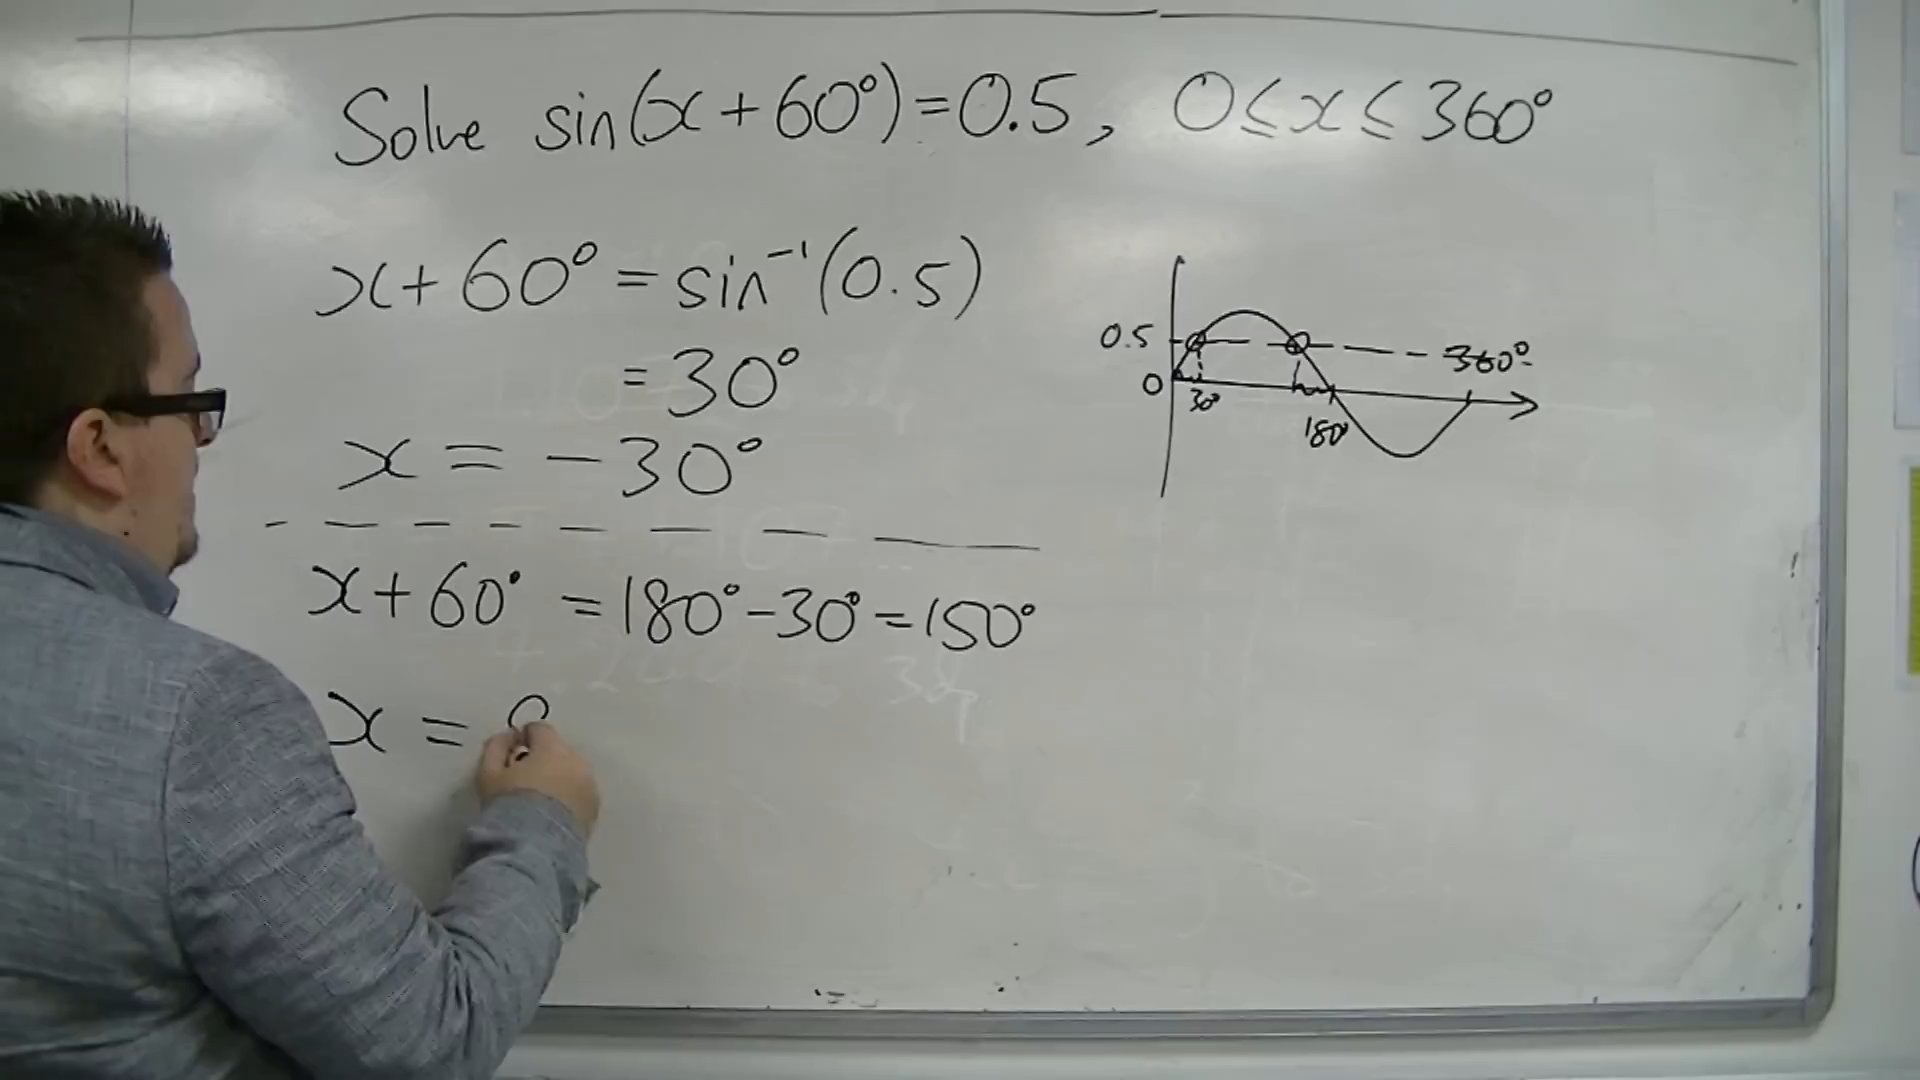 Solve sin(x+60°)=0.5, 0≤x≤360°
x+60° = sin⁻¹(0.5)
= 30°
x = -30°
x+60° =180°-30°=150°
x =
0.5
360°
0
30°
180°